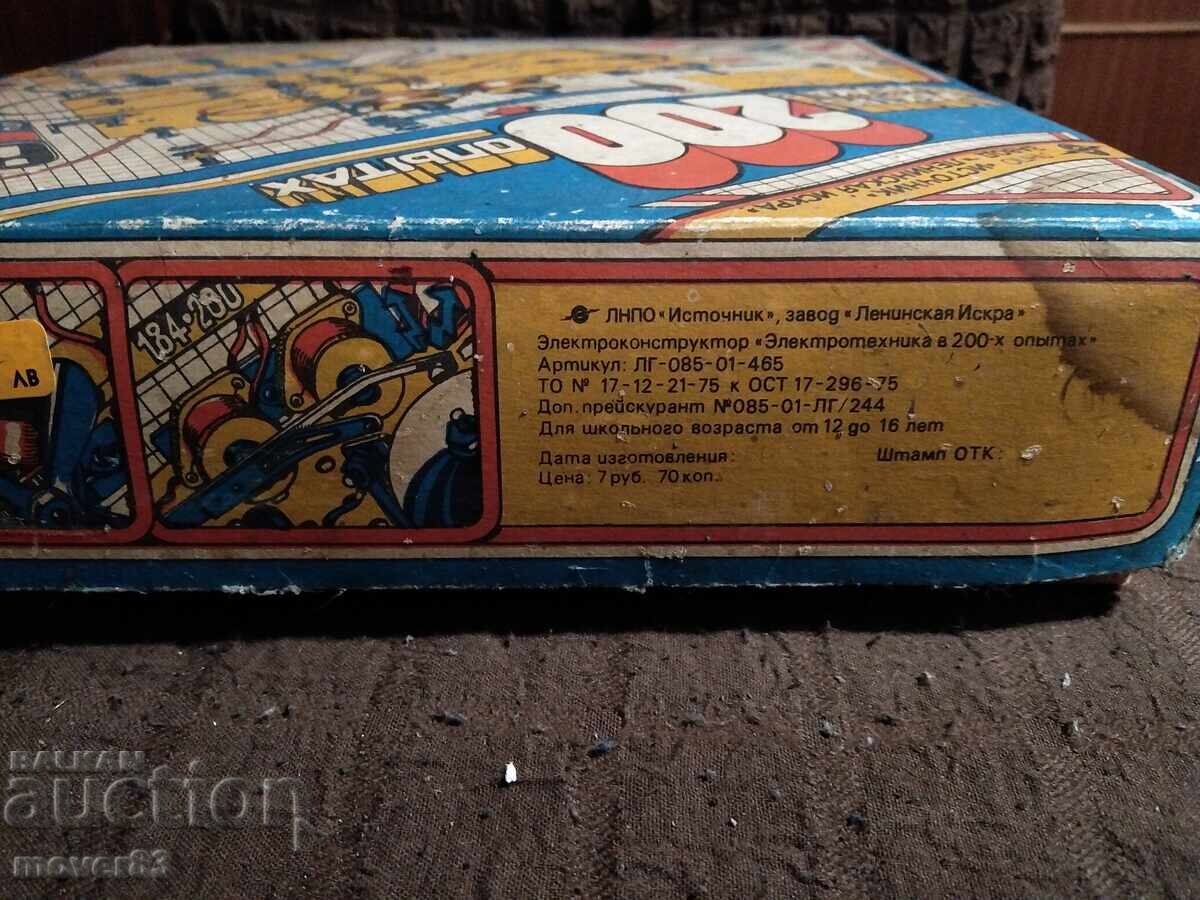 200
ОПЫТАХ
"ИСТОЧНИК"
ИСКРА"
184•280
ЛВ
ЛНПО «Источник», завод «Ленинская Искра»
Электроконструктор «Электротехника в 200-х опытах»
Артикул: ЛГ-085-01-465
ТО № 17-12-21-75 к ОСТ 17-296-75
Доп. прейскурант №085-01-ЛГ/244
Для школьного возраста от 12 до 16 лет
Дата изготовления: Штамп ОТК:
Цена: 7 руб. 70 коп.
BALKAN
auction
mover83